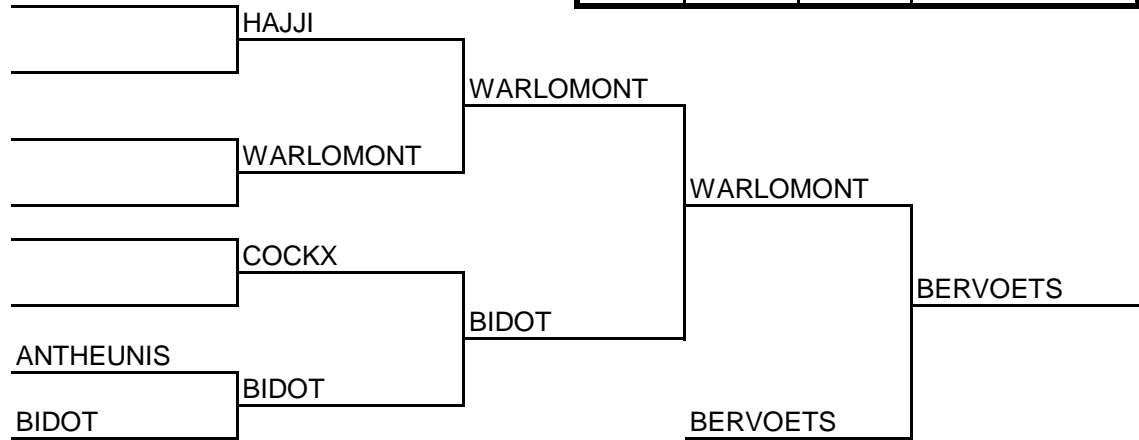 HAJJI
WARLOMONT
WARLOMONT
WARLOMONT
COCKX
BERVOETS
BIDOT
ANTHEUNIS
BIDOT
BIDOT
BERVOETS